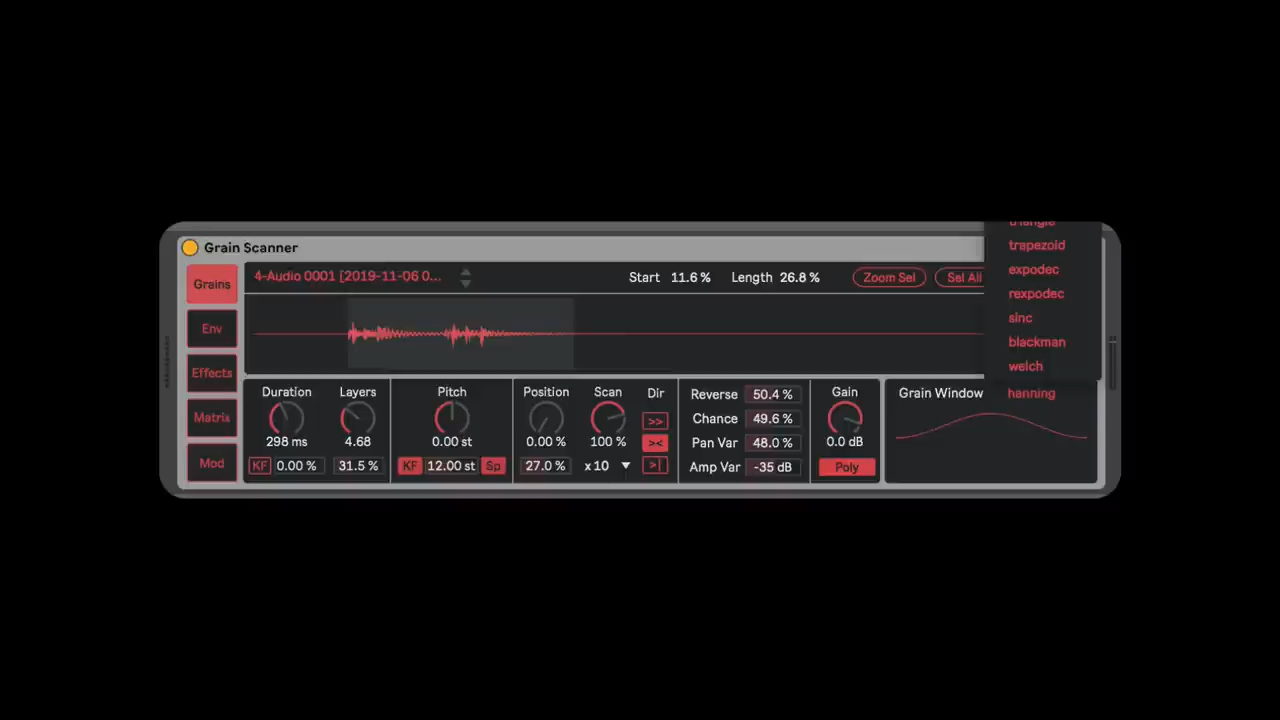 Grain Scanner
triangle
trapezoid
expodec
rexpodec
sinc
blackman
welch
hanning
Grains
Env
Effects
Matrix
Mod
4-Audio 0001 [2019-11-06 0...
Start 11.6 % Length 26.8 % Zoom Sel Sel All
Duration Layers
298 ms 4.68
KF 0.00 % 31.5 %
Pitch
0.00 st
KF 12.00 st Sp
Position Scan Dir
>>
0.00 % 100 % ><
27.0 % x10 ▼ >|
Reverse 50.4 %
Chance 49.6 %
Pan Var 48.0 %
Amp Var -35 dB
Gain
0.0 dB
Poly
Grain Window